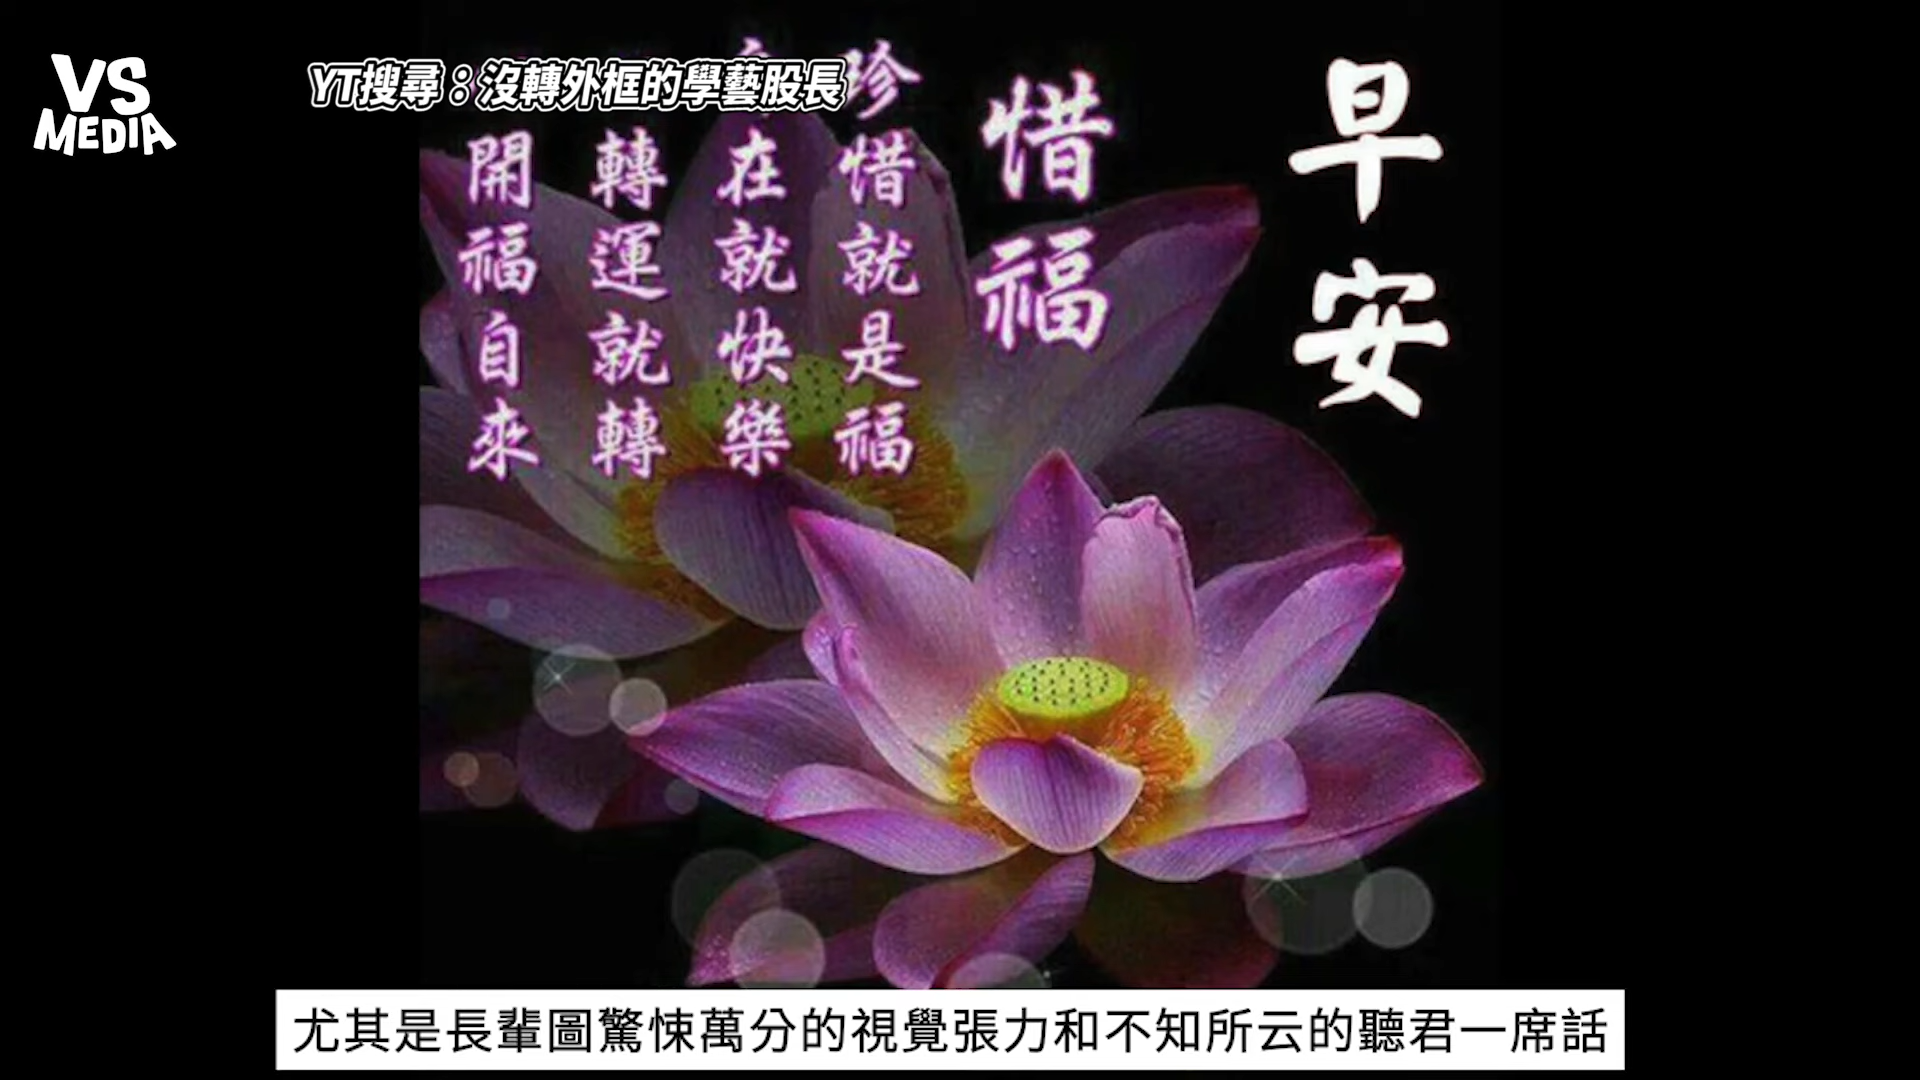 VS
MEDIA
YT搜尋：沒轉外框的學藝股長
早安
惜福
珍惜就是福
在就快樂
轉運就轉
開福自來
尤其是長輩圖驚悚萬分的視覺張力和不知所云的聽君一席話